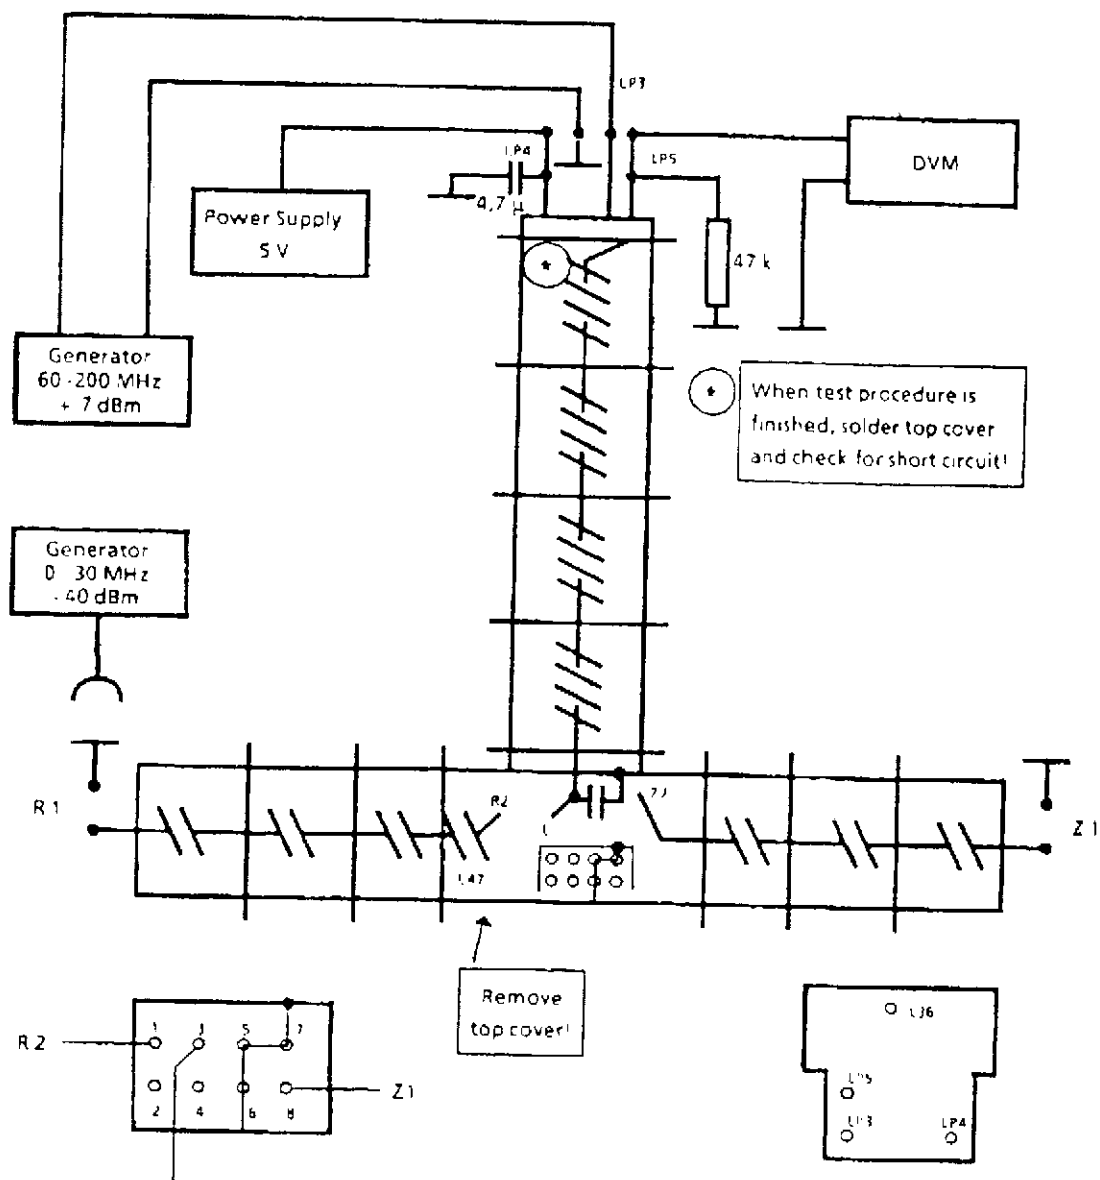 LP3
LP4
LP5
DVM
4,7 µ
Power Supply
5 V
47 k
Generator
60 - 200 MHz
+ 7 dBm
*
* When test procedure is
finished, solder top cover
and check for short circuit!
Generator
0 30 MHz
- 40 dBm
R 1
R2
L
Z 1
L47
Remove
top cover!
1 3 5 7
R 2
2 4 6 8
Z1
L36
LP5
LP3
LP4